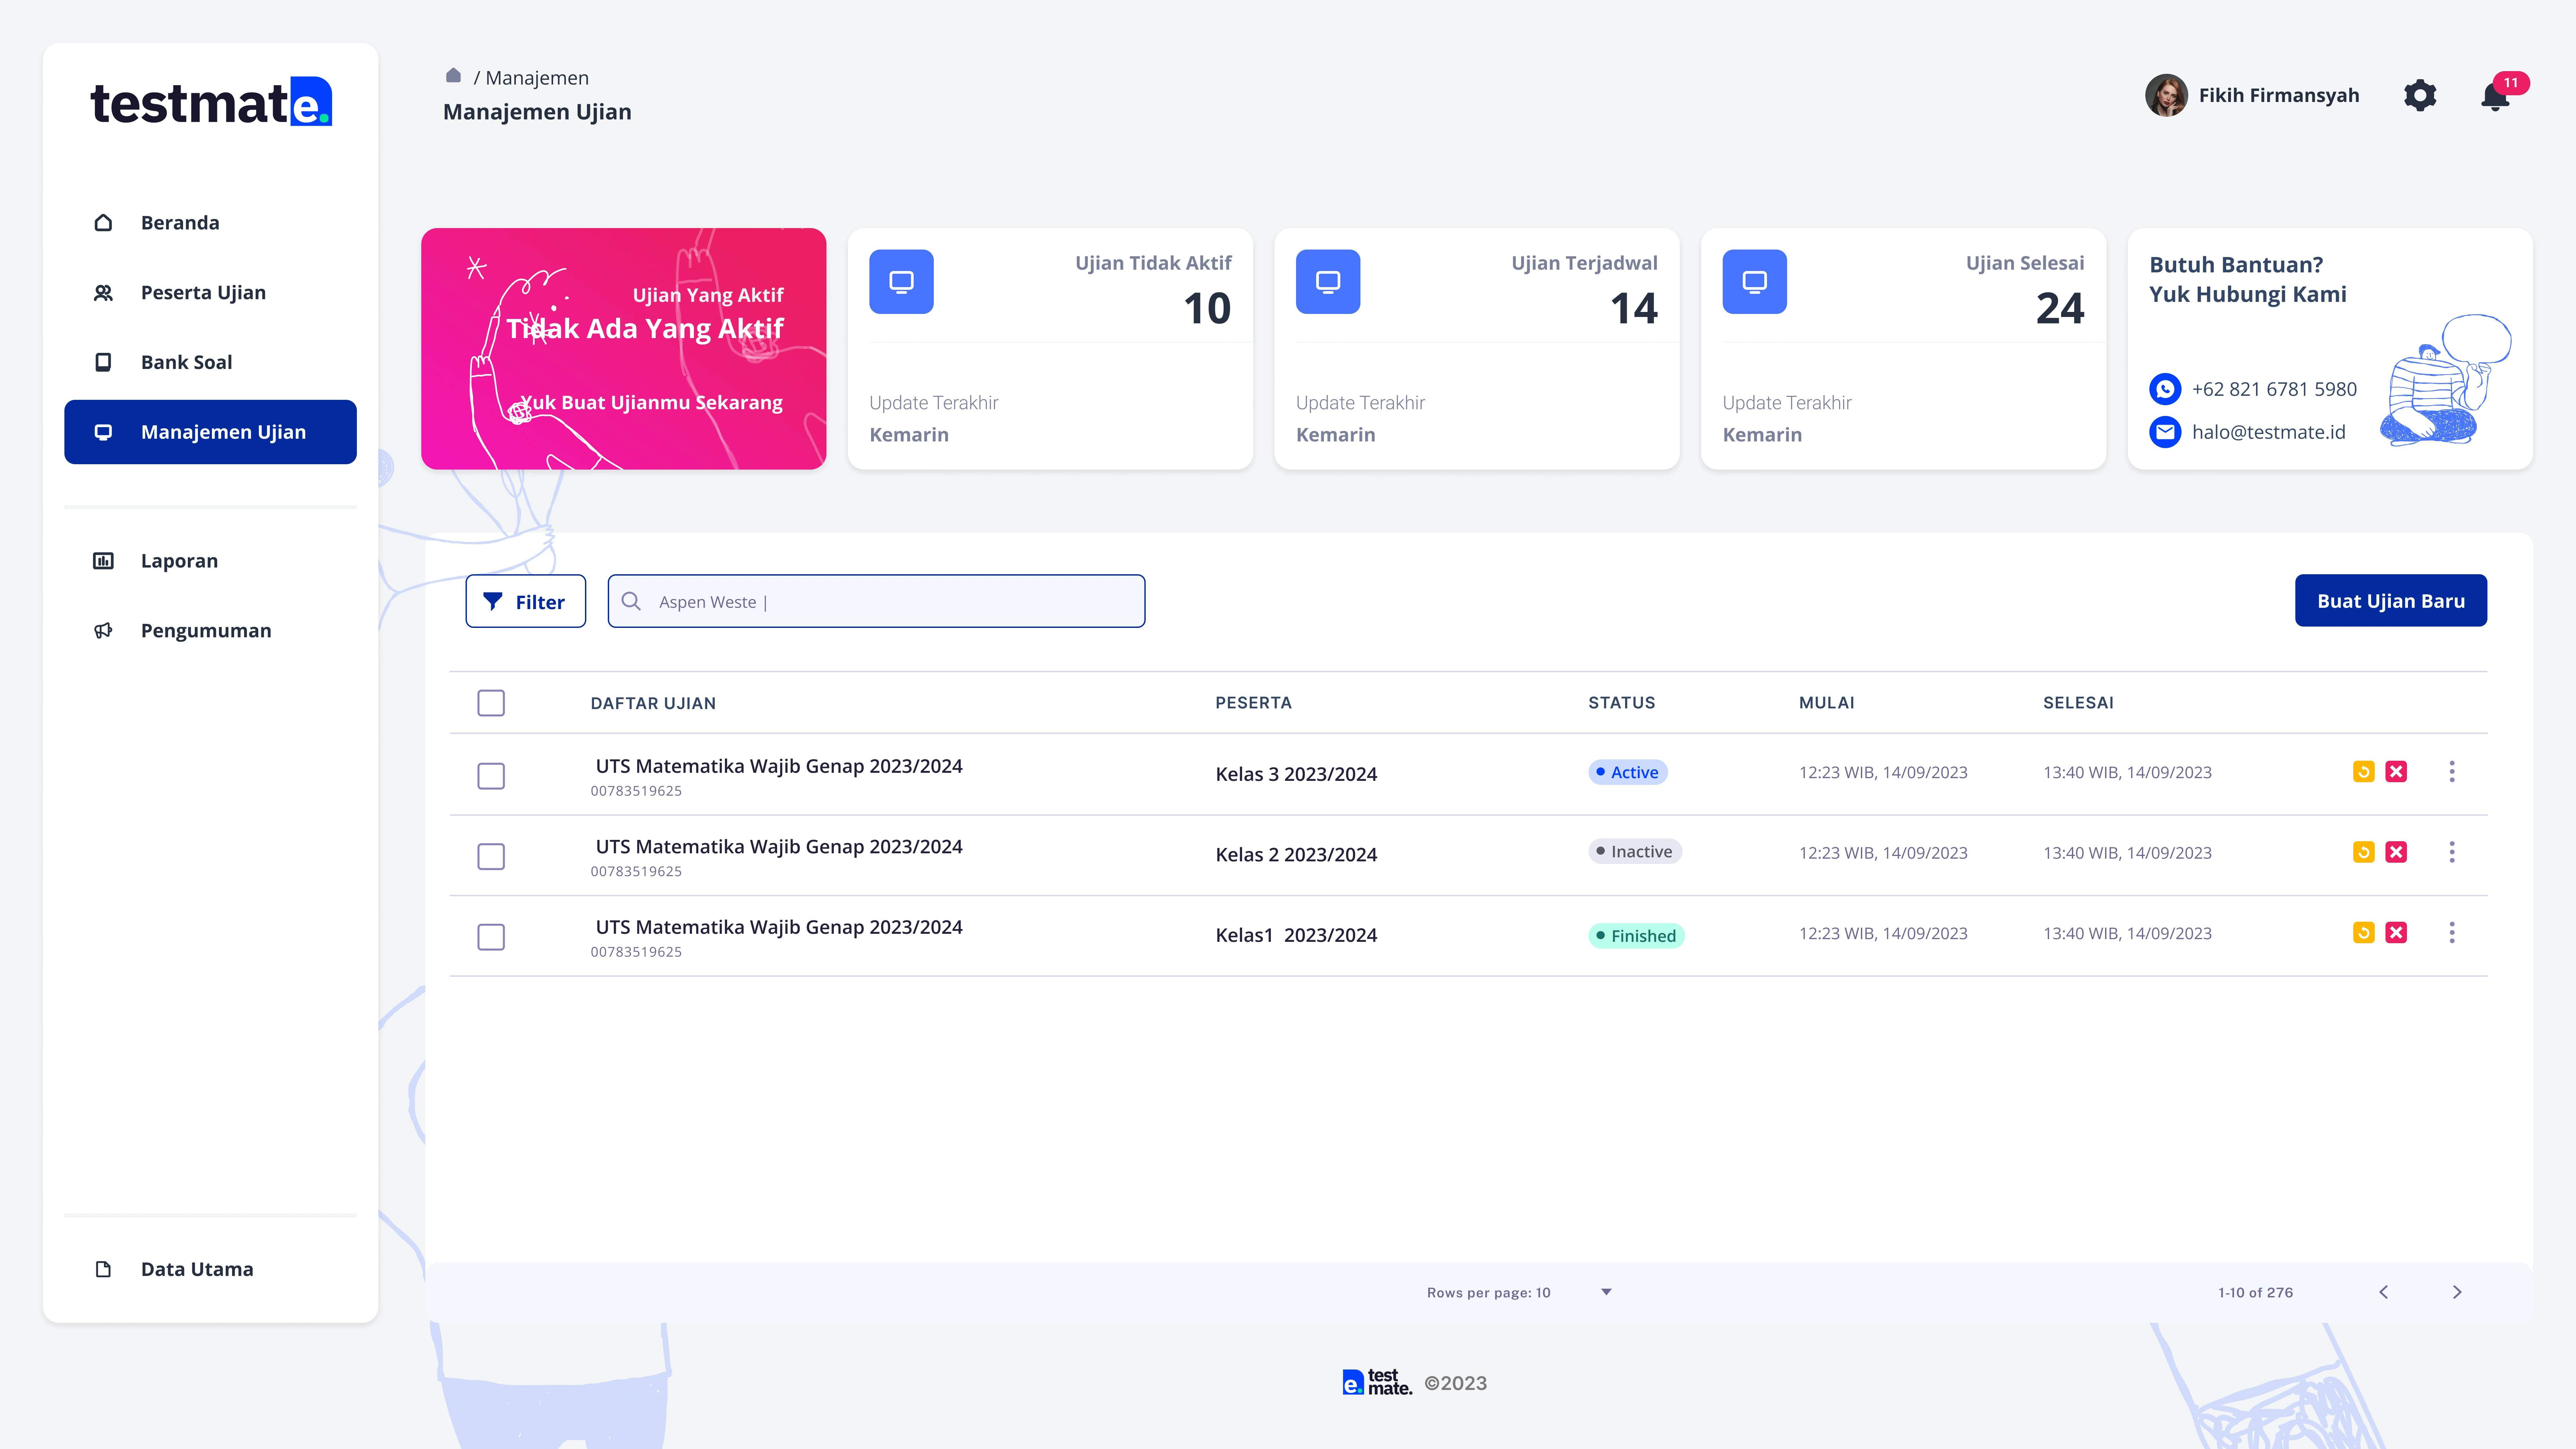 testmate.
Beranda
Peserta Ujian
Bank Soal
Manajemen Ujian
Laporan
Pengumuman
Data Utama
/ Manajemen
Manajemen Ujian
Fikih Firmansyah
11
Ujian Yang Aktif
Tidak Ada Yang Aktif
Yuk Buat Ujianmu Sekarang
Ujian Tidak Aktif
10
Update Terakhir
Kemarin
Ujian Terjadwal
14
Update Terakhir
Kemarin
Ujian Selesai
24
Update Terakhir
Kemarin
Butuh Bantuan?
Yuk Hubungi Kami
+62 821 6781 5980
halo@testmate.id
Filter
Aspen Weste |
Buat Ujian Baru
DAFTAR UJIAN PESERTA STATUS MULAI SELESAI
UTS Matematika Wajib Genap 2023/2024
00783519625
Kelas 3 2023/2024
Active
12:23 WIB, 14/09/2023
13:40 WIB, 14/09/2023
UTS Matematika Wajib Genap 2023/2024
00783519625
Kelas 2 2023/2024
Inactive
12:23 WIB, 14/09/2023
13:40 WIB, 14/09/2023
UTS Matematika Wajib Genap 2023/2024
00783519625
Kelas1  2023/2024
Finished
12:23 WIB, 14/09/2023
13:40 WIB, 14/09/2023
Rows per page: 10
1-10 of 276
e. test
mate.
©2023